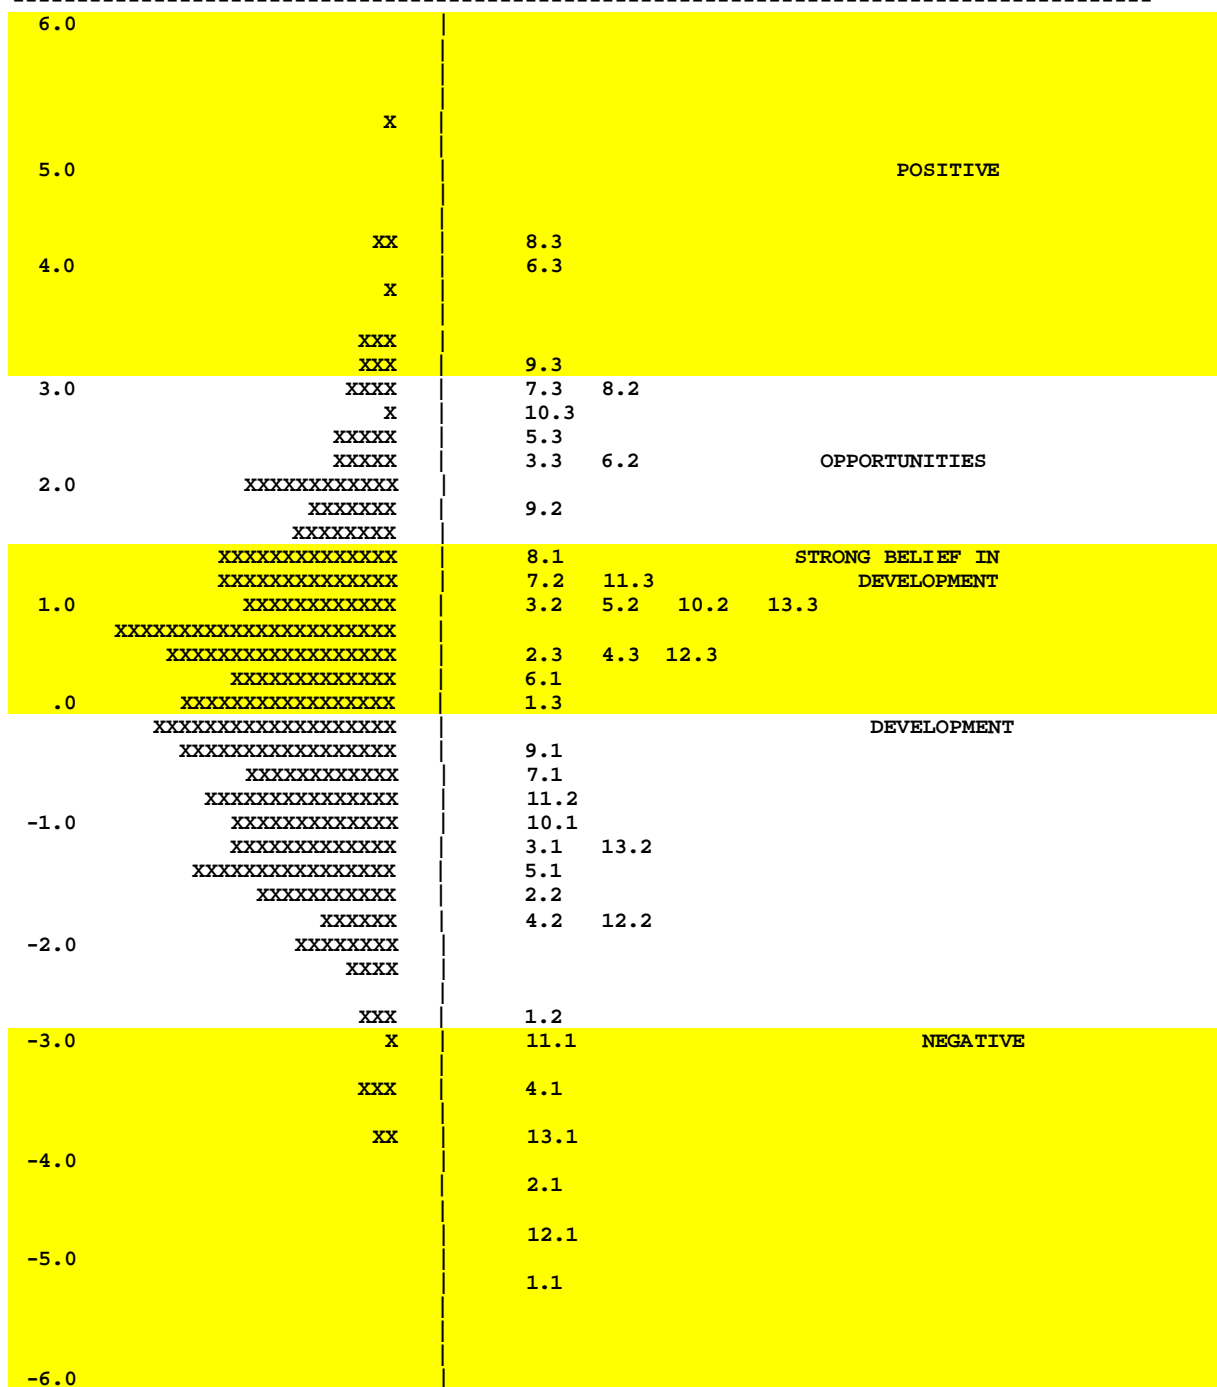 6.0 |
|
|
|
X |
|
5.0 | POSITIVE
|
|
XX | 8.3
4.0 | 6.3
X |
|
XXX |
XXX | 9.3
3.0 XXXX | 7.3 8.2
X | 10.3
XXXXX | 5.3
XXXXX | 3.3 6.2 OPPORTUNITIES
2.0 XXXXXXXXXXXX |
XXXXXXX | 9.2
XXXXXXXX |
XXXXXXXXXXXXXX | 8.1 STRONG BELIEF IN
XXXXXXXXXXXXXX | 7.2 11.3 DEVELOPMENT
1.0 XXXXXXXXXXXX | 3.2 5.2 10.2 13.3
XXXXXXXXXXXXXXXXXXXXXX |
XXXXXXXXXXXXXXXXXX | 2.3 4.3 12.3
XXXXXXXXXXXXX | 6.1
.0 XXXXXXXXXXXXXXXXX | 1.3
XXXXXXXXXXXXXXXXXXX | DEVELOPMENT
XXXXXXXXXXXXXXXXX | 9.1
XXXXXXXXXXXX | 7.1
XXXXXXXXXXXXXXX | 11.2
-1.0 XXXXXXXXXXXXX | 10.1
XXXXXXXXXXXXX | 3.1 13.2
XXXXXXXXXXXXXXXX | 5.1
XXXXXXXXXXX | 2.2
XXXXXX | 4.2 12.2
-2.0 XXXXXXXX |
XXXX |
|
XXX | 1.2
-3.0 X | 11.1 NEGATIVE
|
XXX | 4.1
|
XX | 13.1
-4.0 |
| 2.1
|
| 12.1
-5.0 |
| 1.1
|
|
|
-6.0 |